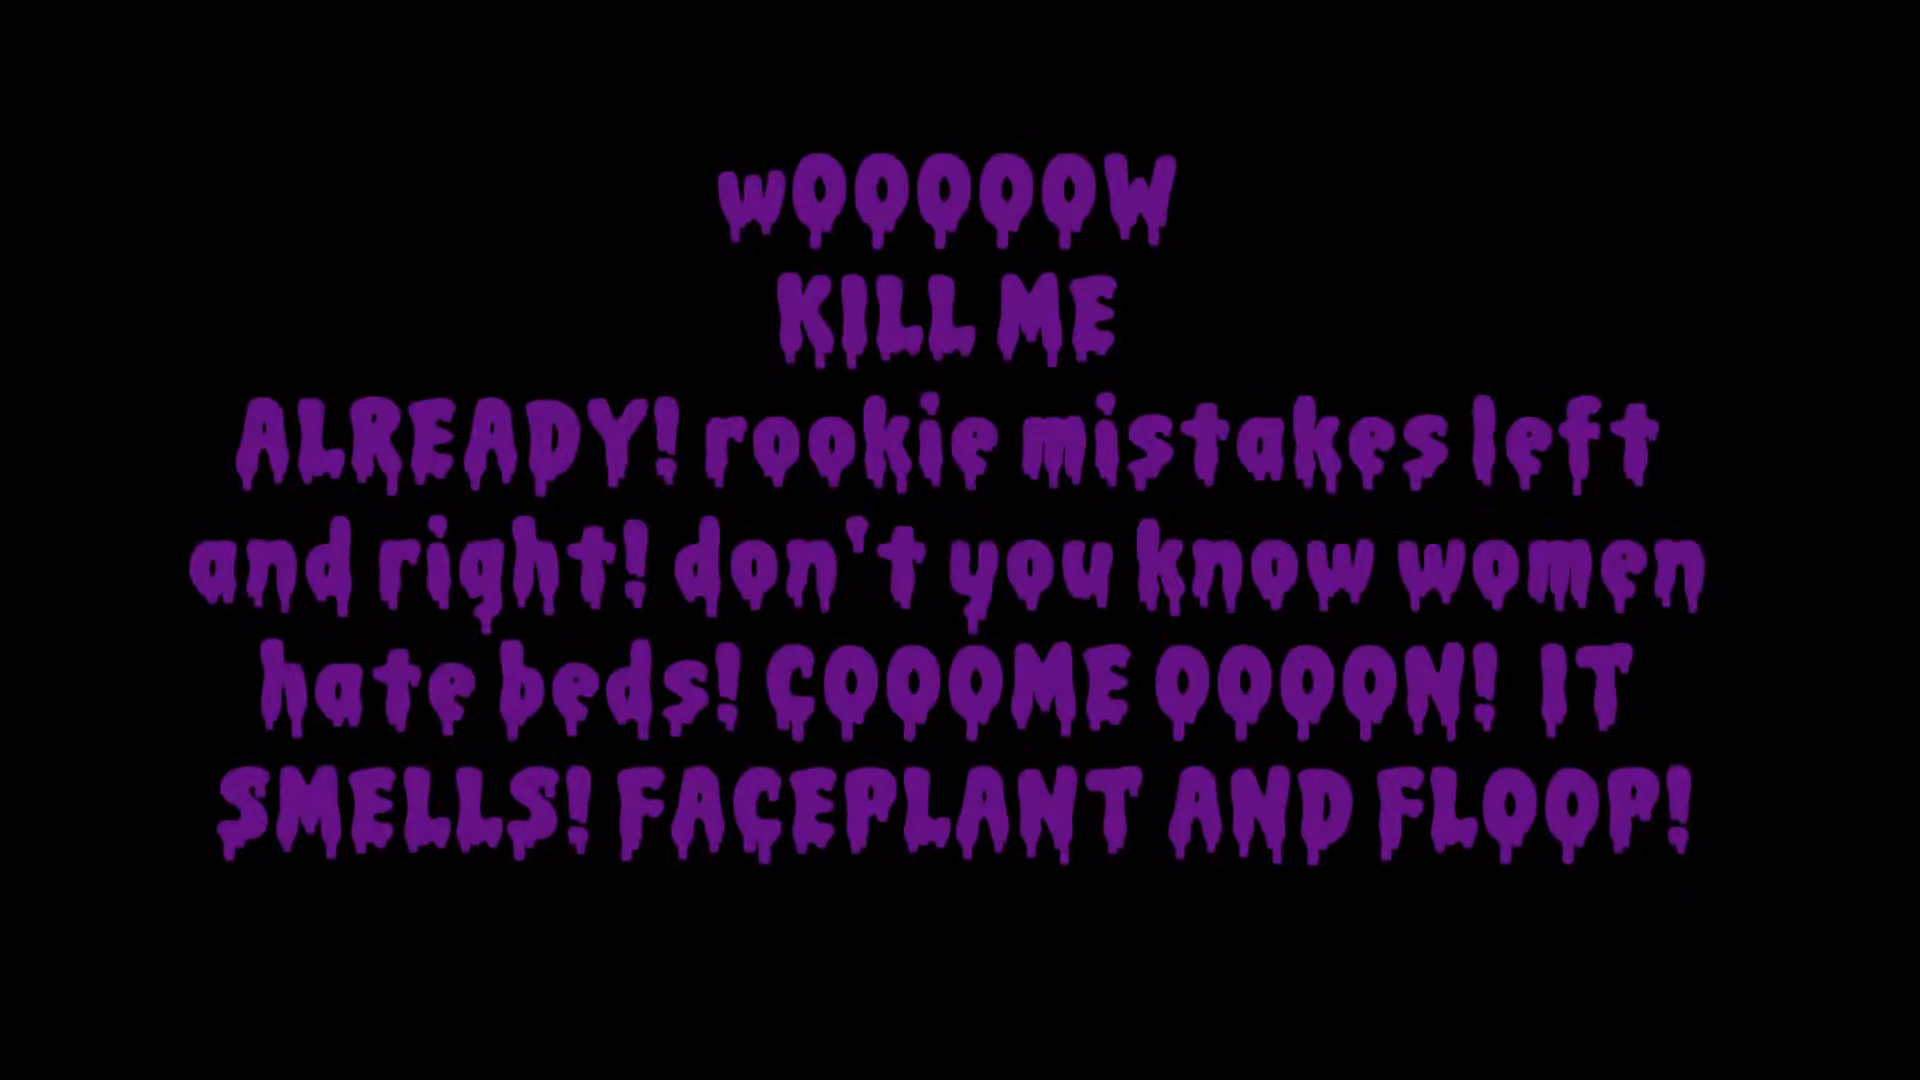 wOOOOOW
KILL ME
ALREADY! rookie mistakes left
and right! don't you know women
hate beds! COOOME OOOON!  IT
SMELLS! FACEPLANT AND FLOOP!